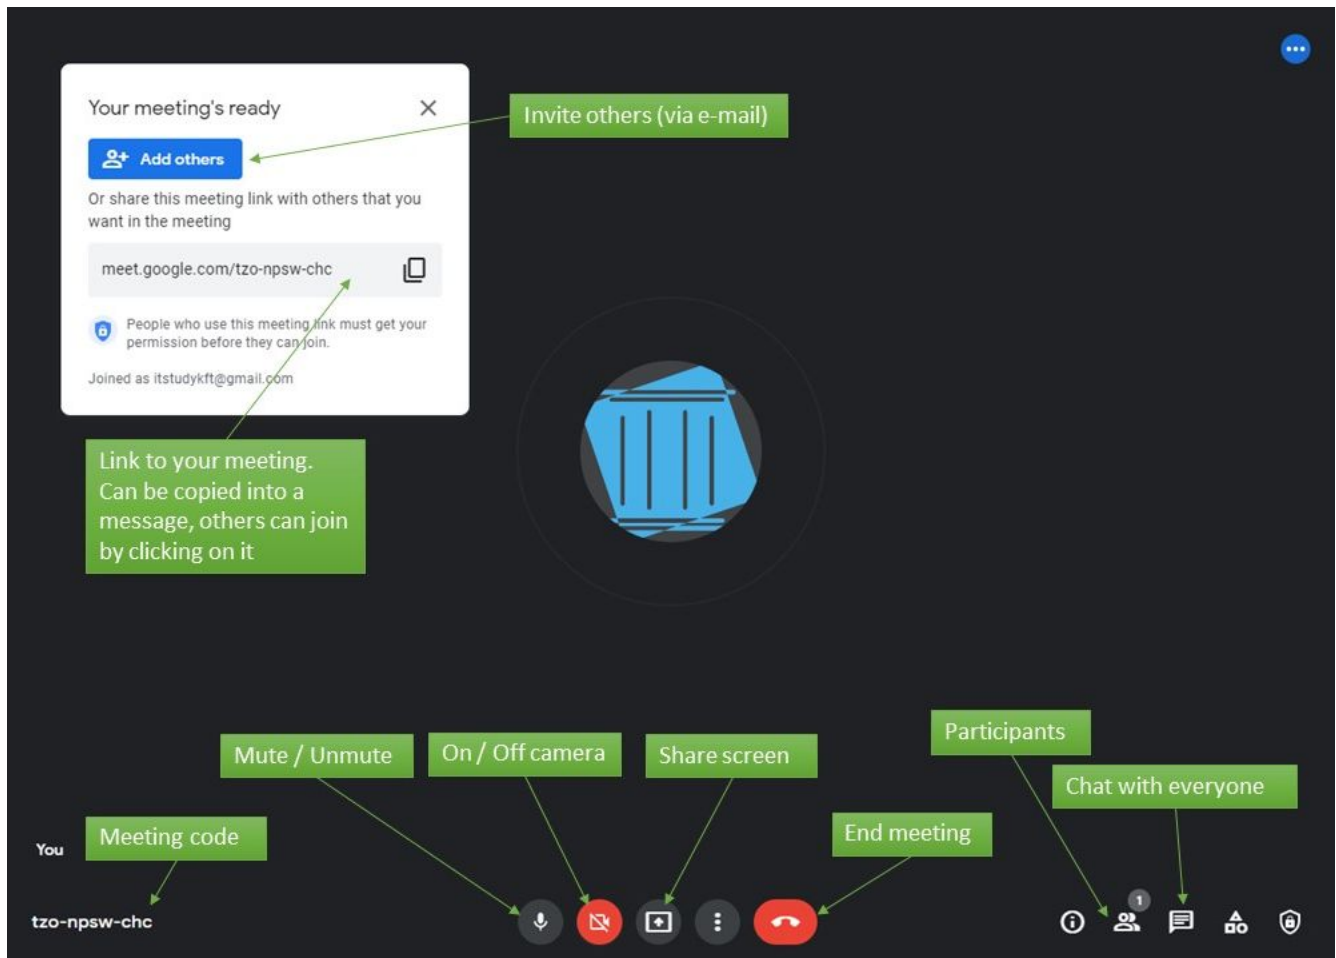 Your meeting's ready
Invite others (via e-mail)
Add others
Or share this meeting link with others that you
want in the meeting
meet.google.com/tzo-npsw-chc
People who use this meeting link must get your
permission before they can join.
Joined as itstudykft@gmail.com
Link to your meeting.
Can be copied into a
message, others can join
by clicking on it
Participants
Mute / Unmute
On / Off camera
Share screen
Chat with everyone
Meeting code
End meeting
You
1
tzo-npsw-chc